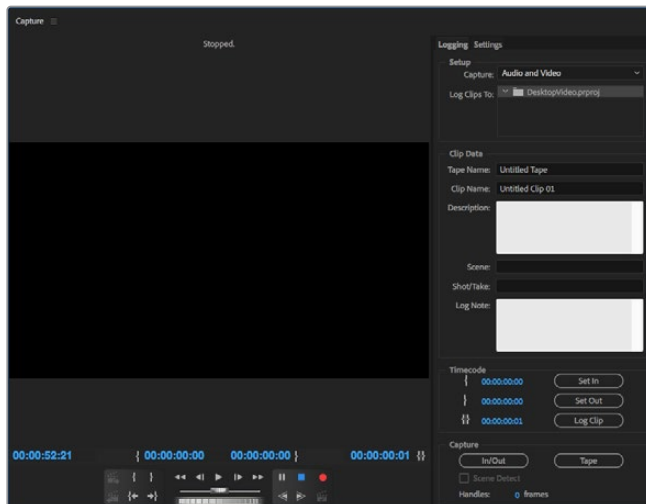 Capture
Stopped.
Logging Settings
Setup
Capture: Audio and Video
Log Clips To: DesktopVideo.prproj
Clip Data
Tape Name: Untitled Tape
Clip Name: Untitled Clip 01
Description:
Scene:
Shot/Take:
Log Note:
Timecode
{ 00:00:00:00 Set In
} 00:00:00:00 Set Out
{} 00:00:00:01 Log Clip
00:00:52:21 { 00:00:00:00 00:00:00:00 } 00:00:00:01 {}
Capture
In/Out Tape
Scene Detect
Handles: 0 frames